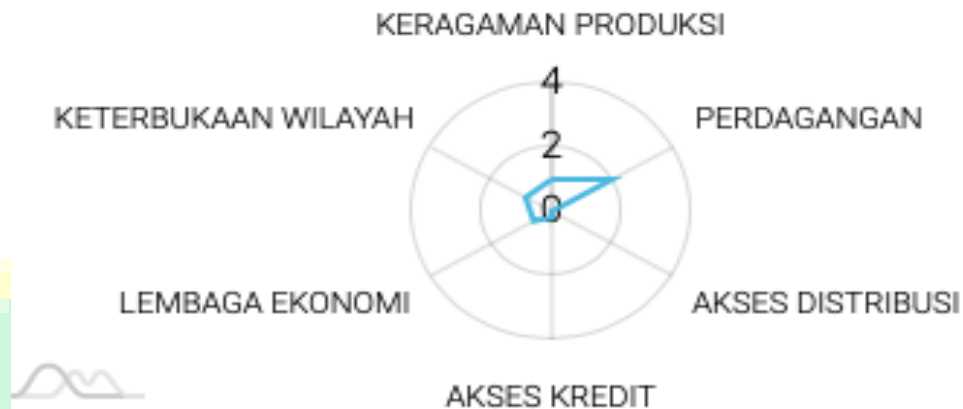 KERAGAMAN PRODUKSI
4
KETERBUKAAN WILAYAH
PERDAGANGAN
2
0
LEMBAGA EKONOMI
AKSES DISTRIBUSI
AKSES KREDIT